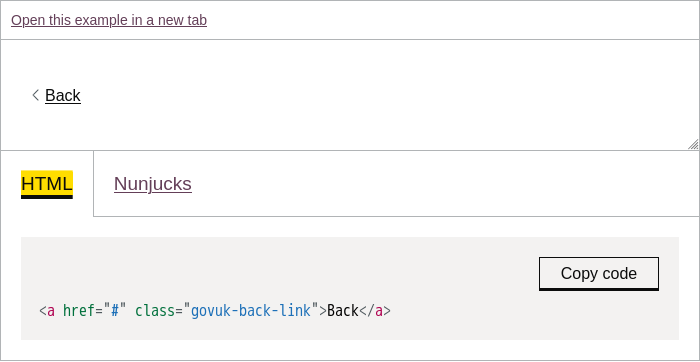 Open this example in a new tab
Back
HTML
Nunjucks
Copy code
<a href="#" class="govuk-back-link">Back</a>